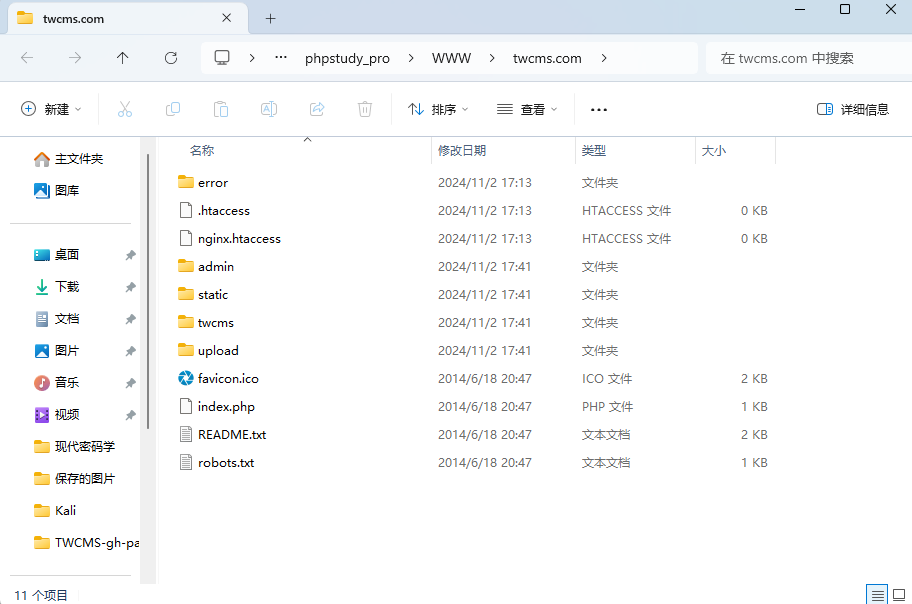 twcms.com
phpstudy_pro > WWW > twcms.com >
在 twcms.com 中搜索
新建
排序
查看
详细信息
主文件夹
图库
桌面
下载
文档
图片
音乐
视频
现代密码学
保存的图片
Kali
TWCMS-gh-pa
名称 修改日期 类型 大小
error 2024/11/2 17:13 文件夹
.htaccess 2024/11/2 17:13 HTACCESS 文件 0 KB
nginx.htaccess 2024/11/2 17:13 HTACCESS 文件 0 KB
admin 2024/11/2 17:41 文件夹
static 2024/11/2 17:41 文件夹
twcms 2024/11/2 17:41 文件夹
upload 2024/11/2 17:41 文件夹
favicon.ico 2014/6/18 20:47 ICO 文件 2 KB
index.php 2014/6/18 20:47 PHP 文件 1 KB
README.txt 2014/6/18 20:47 文本文档 2 KB
robots.txt 2014/6/18 20:47 文本文档 1 KB
11 个项目